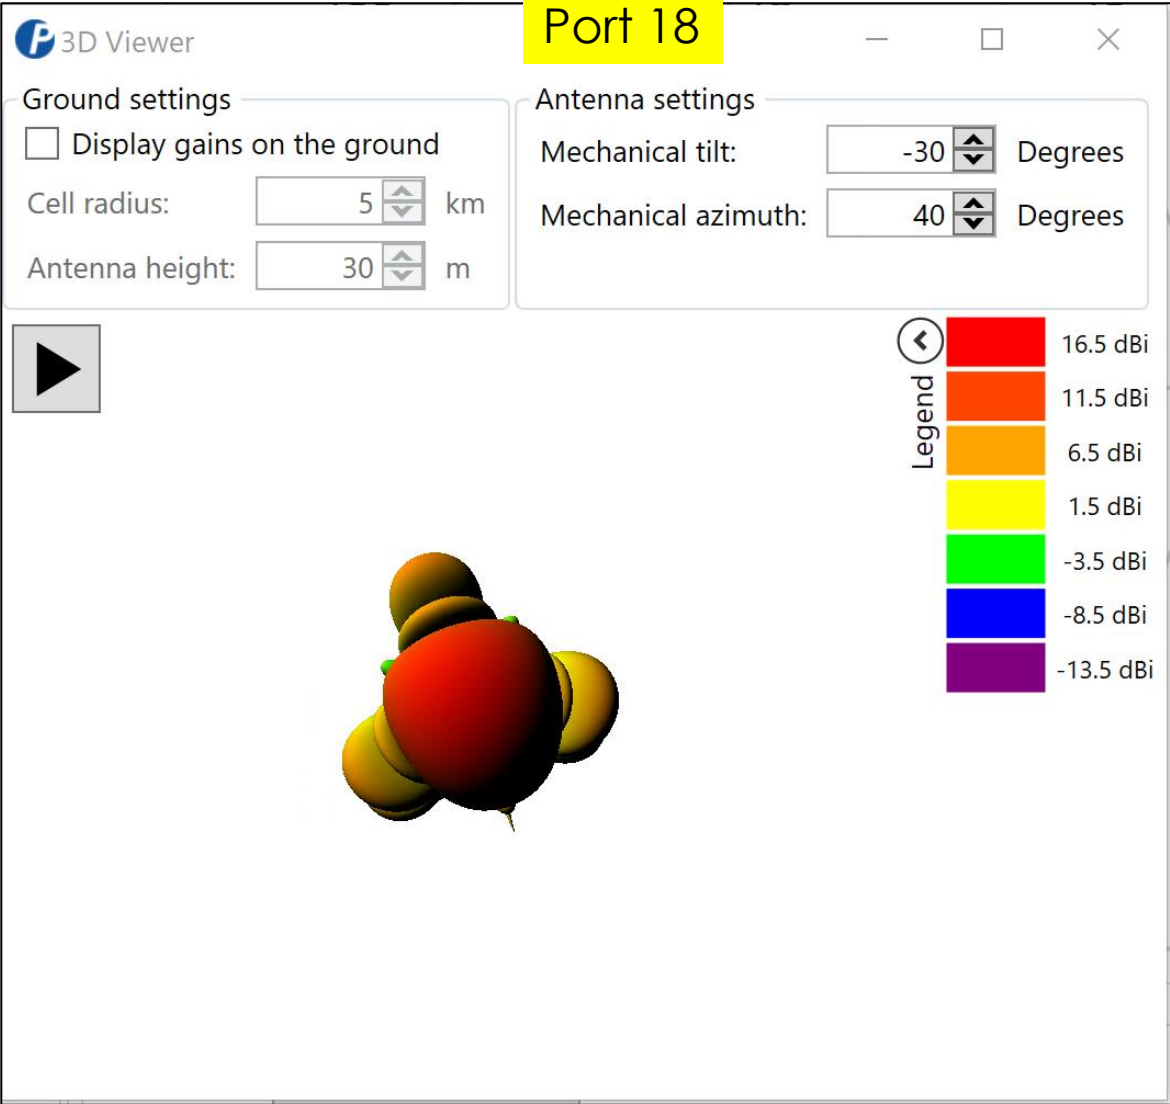 Port 18
3D Viewer
Ground settings
Display gains on the ground
Cell radius: 5 km
Antenna height: 30 m
Antenna settings
Mechanical tilt: -30 Degrees
Mechanical azimuth: 40 Degrees
Legend
16.5 dBi
11.5 dBi
6.5 dBi
1.5 dBi
-3.5 dBi
-8.5 dBi
-13.5 dBi